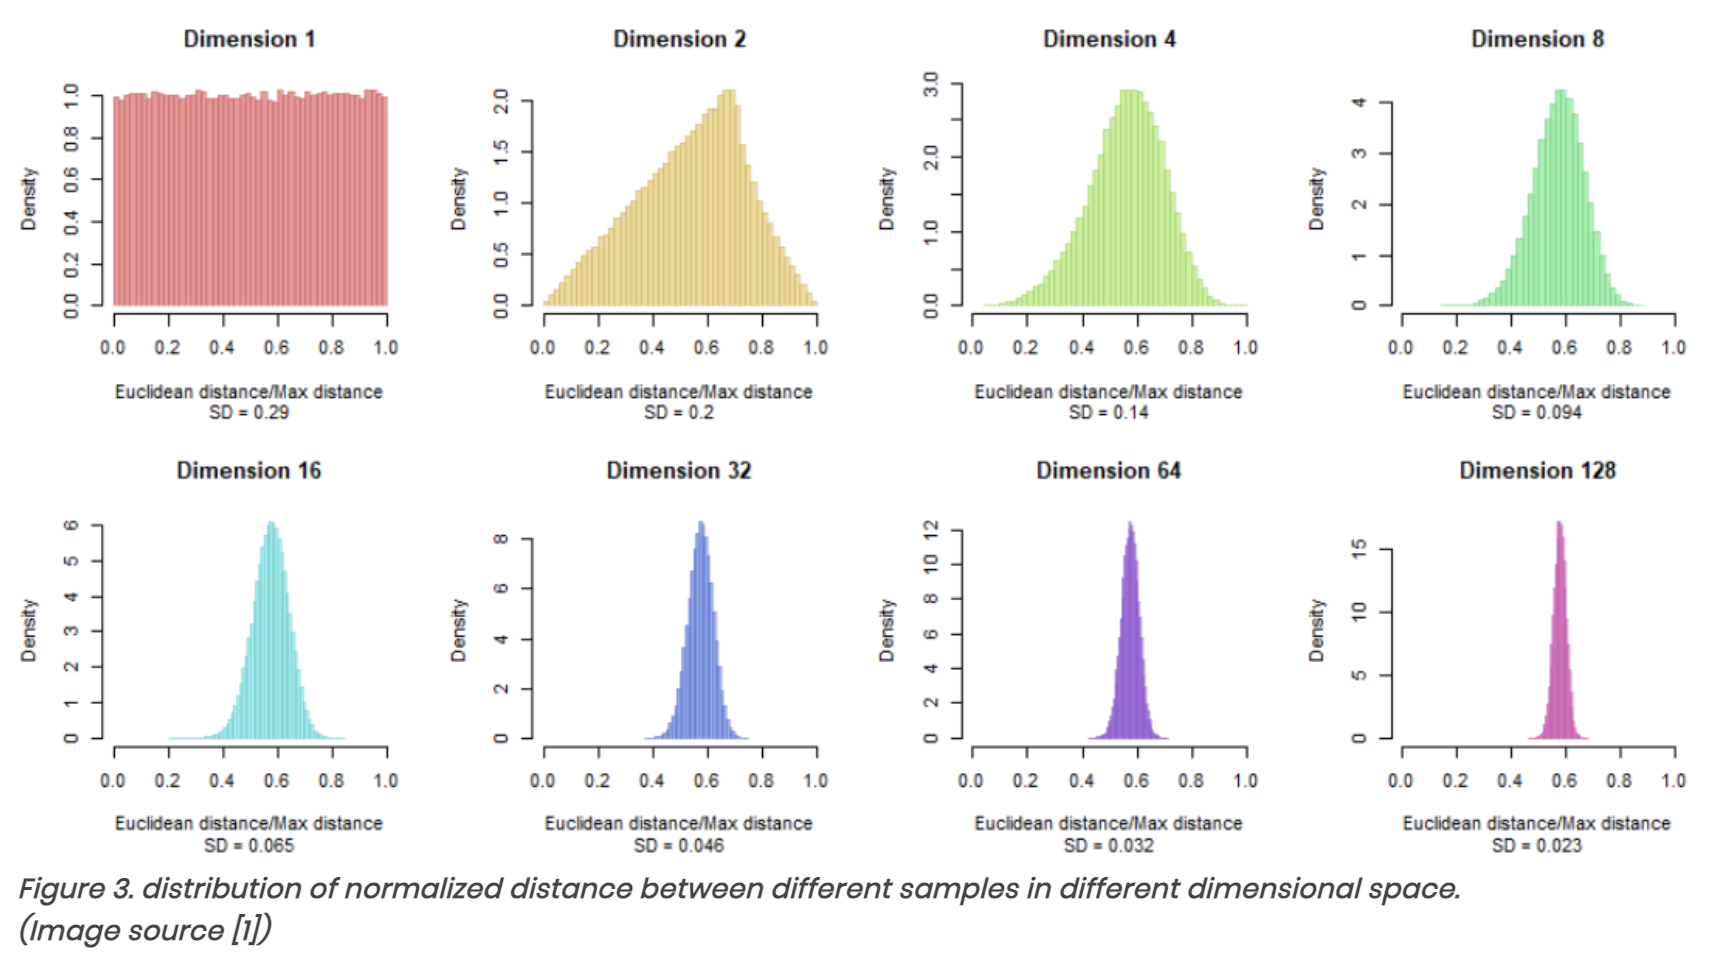 Dimension 1
Density
0.0 0.2 0.4 0.6 0.8 1.0
0.0 0.2 0.4 0.6 0.8 1.0
Euclidean distance/Max distance
SD = 0.29
Dimension 2
Density
0.0 0.5 1.0 1.5 2.0
0.0 0.2 0.4 0.6 0.8 1.0
Euclidean distance/Max distance
SD = 0.2
Dimension 4
Density
0.0 1.0 2.0 3.0
0.0 0.2 0.4 0.6 0.8 1.0
Euclidean distance/Max distance
SD = 0.14
Dimension 8
Density
0 1 2 3 4
0.0 0.2 0.4 0.6 0.8 1.0
Euclidean distance/Max distance
SD = 0.094
Dimension 16
Density
0 1 2 3 4 5 6
0.0 0.2 0.4 0.6 0.8 1.0
Euclidean distance/Max distance
SD = 0.065
Dimension 32
Density
0 2 4 6 8
0.0 0.2 0.4 0.6 0.8 1.0
Euclidean distance/Max distance
SD = 0.046
Dimension 64
Density
0 2 4 6 8 10 12
0.0 0.2 0.4 0.6 0.8 1.0
Euclidean distance/Max distance
SD = 0.032
Dimension 128
Density
0 5 10 15
0.0 0.2 0.4 0.6 0.8 1.0
Euclidean distance/Max distance
SD = 0.023
Figure 3. distribution of normalized distance between different samples in different dimensional space.
(Image source [1])